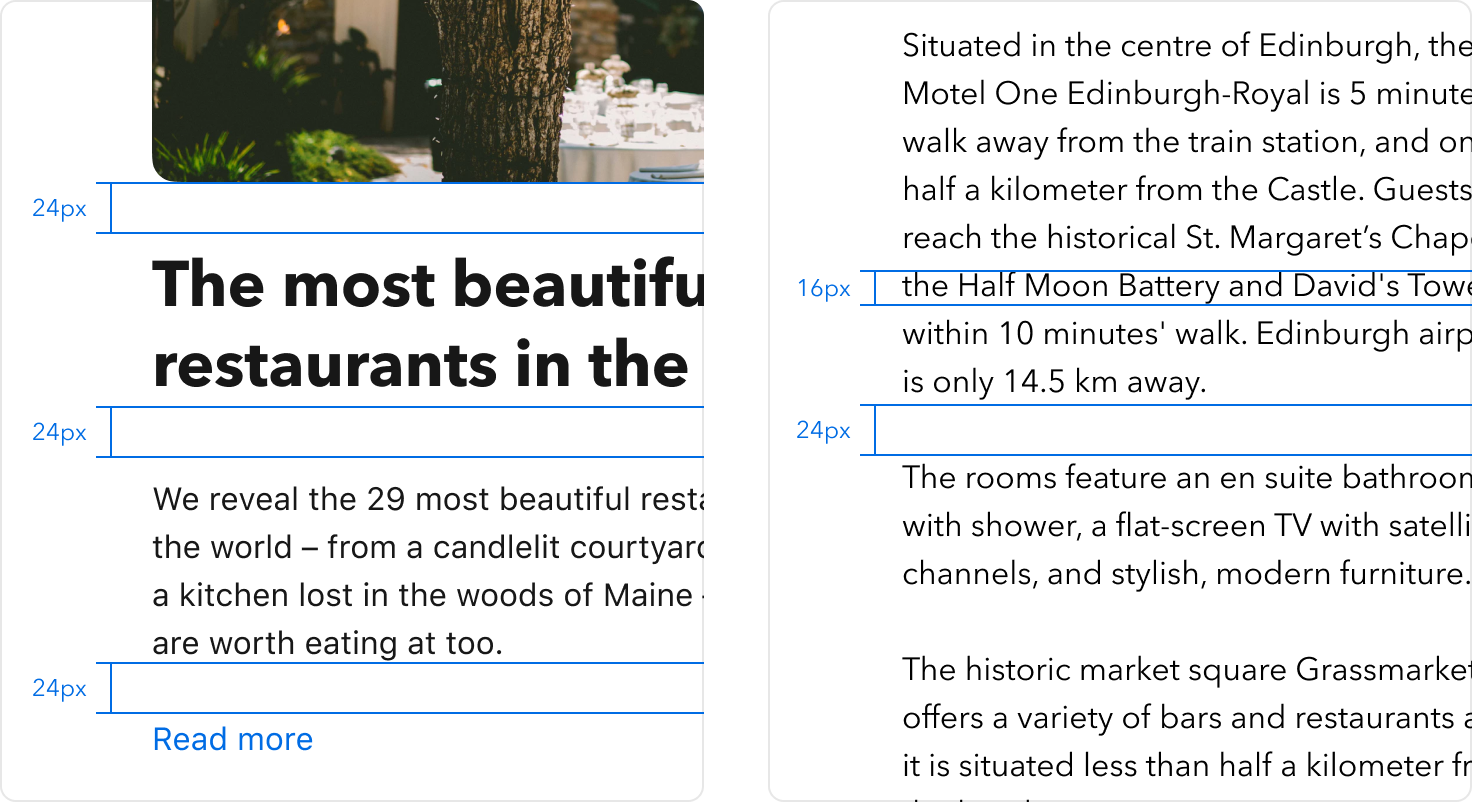 24px
The most beautifu
restaurants in the
24px
We reveal the 29 most beautiful resta
the world – from a candlelit courtyard
a kitchen lost in the woods of Maine -
are worth eating at too.
24px
Read more
Situated in the centre of Edinburgh, the
Motel One Edinburgh-Royal is 5 minute
walk away from the train station, and on
half a kilometer from the Castle. Guests
reach the historical St. Margaret’s Chape
16px
the Half Moon Battery and David's Towe
within 10 minutes' walk. Edinburgh airp
is only 14.5 km away.
24px
The rooms feature an en suite bathroom
with shower, a flat-screen TV with satelli
channels, and stylish, modern furniture.
The historic market square Grassmarket
offers a variety of bars and restaurants a
it is situated less than half a kilometer fr